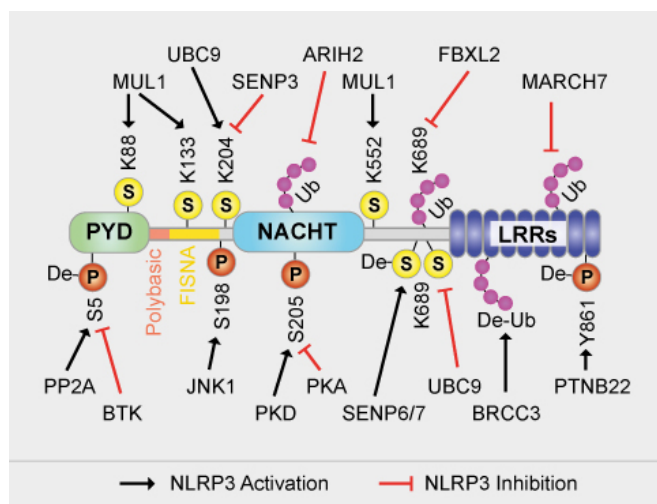 UBC9
ARIH2
FBXL2
MUL1
SENP3
MUL1
MARCH7
K88
K133
K204
K552
K689
S
S
S
Ub
S
Ub
Ub
PYD
NACHT
LRRs
De-
P
Polybasic
FISNA
P
P
De-
S
S
De-
P
S5
S198
S205
K689
De-Ub
Y861
PP2A
JNK1
PKA
UBC9
PTNB22
BTK
PKD
SENP6/7
BRCC3
NLRP3 Activation
NLRP3 Inhibition